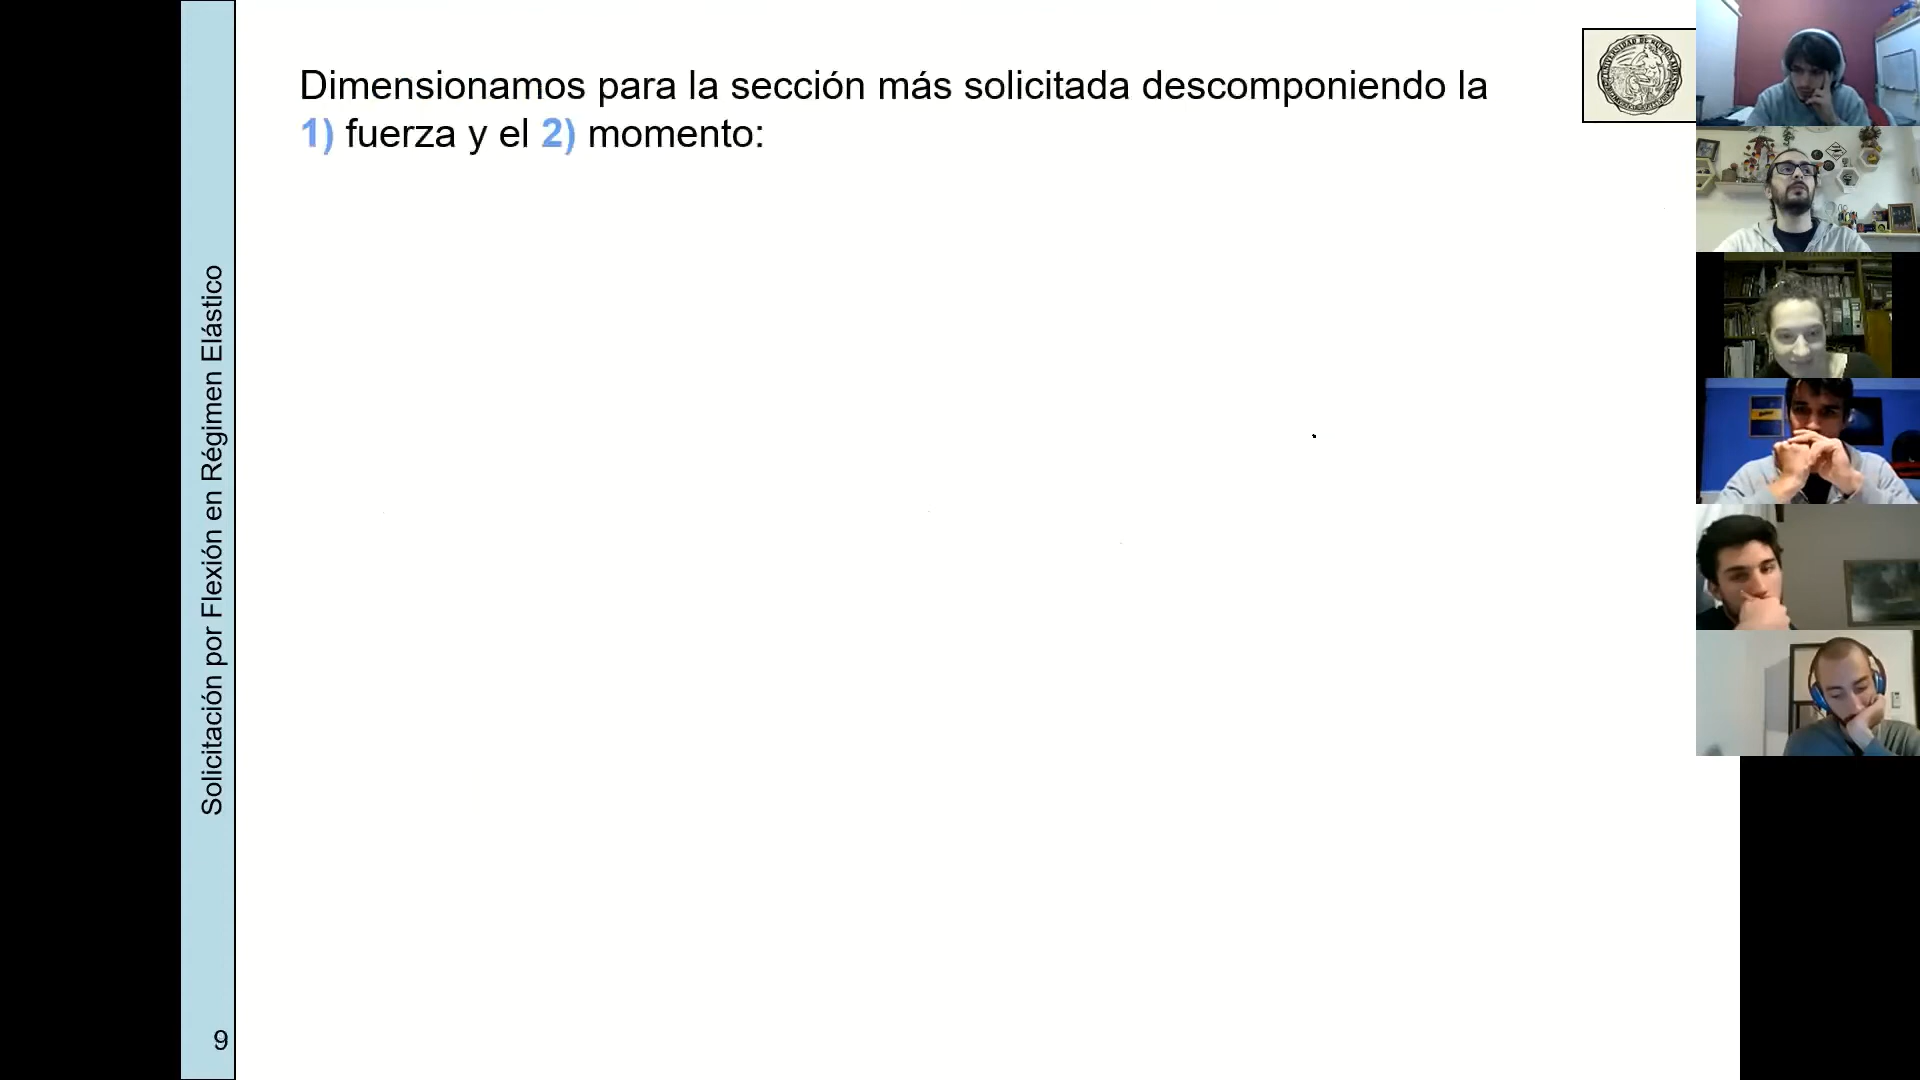 Dimensionamos para la sección más solicitada descomponiendo la
1) fuerza y el 2) momento:
Solicitación por Flexión en Régimen Elástico
9